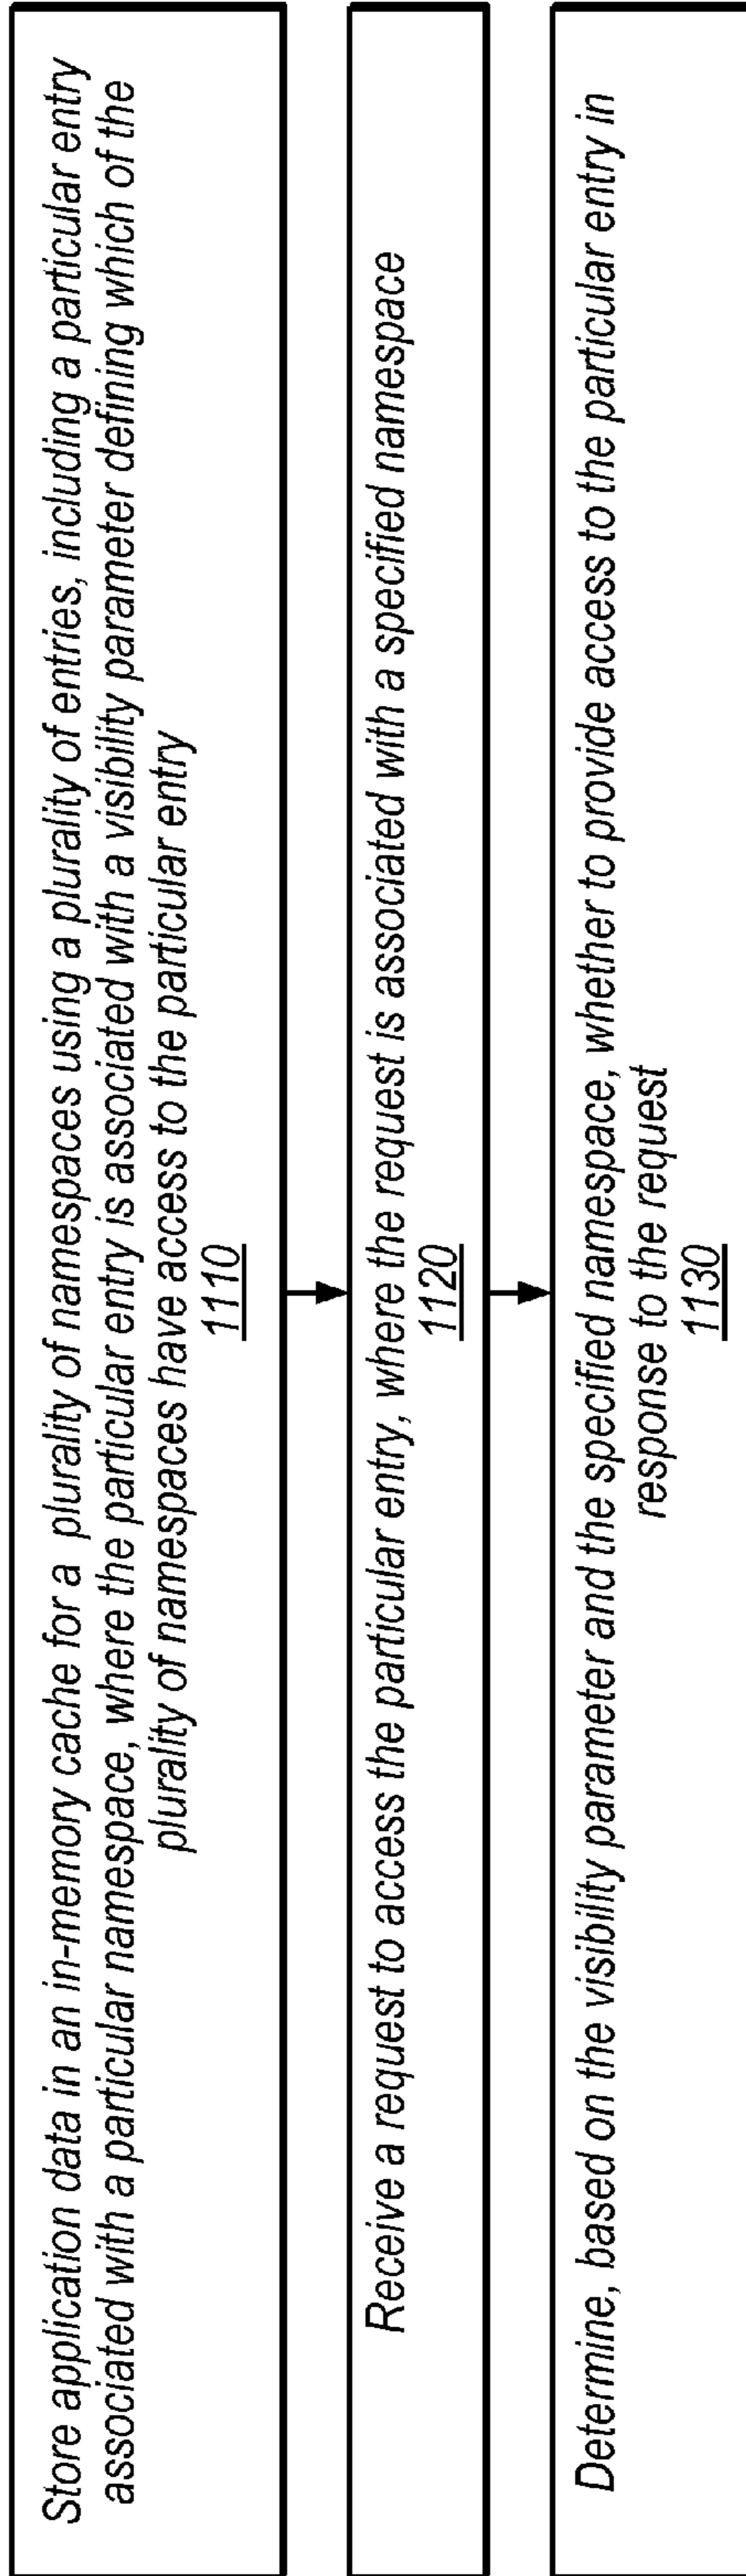 Store application data in an in-memory cache for a plurality of namespaces using a plurality of entries, including a particular entry
associated with a particular namespace, where the particular entry is associated with a visibility parameter defining which of the
plurality of namespaces have access to the particular entry
1110
Receive a request to access the particular entry, where the request is associated with a specified namespace
1120
Determine, based on the visibility parameter and the specified namespace, whether to provide access to the particular entry in
response to the request
1130